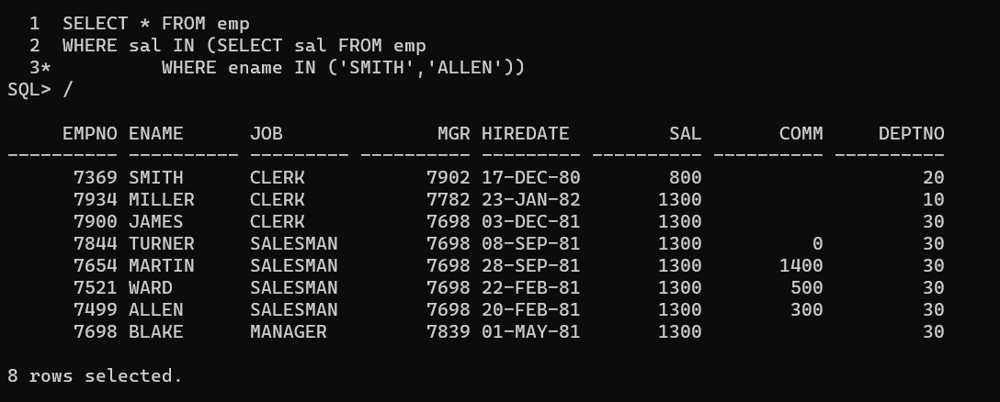 1  SELECT * FROM emp
  2  WHERE sal IN (SELECT sal FROM emp
  3*          WHERE ename IN ('SMITH','ALLEN'))
SQL> /

     EMPNO ENAME      JOB              MGR HIREDATE         SAL       COMM     DEPTNO
---------- ---------- --------- ---------- --------- ---------- ---------- ----------
      7369 SMITH      CLERK           7902 17-DEC-80        800                    20
      7934 MILLER     CLERK           7782 23-JAN-82       1300                    10
      7900 JAMES      CLERK           7698 03-DEC-81       1300                    30
      7844 TURNER     SALESMAN        7698 08-SEP-81       1300          0         30
      7654 MARTIN     SALESMAN        7698 28-SEP-81       1300       1400         30
      7521 WARD       SALESMAN        7698 22-FEB-81       1300        500         30
      7499 ALLEN      SALESMAN        7698 20-FEB-81       1300        300         30
      7698 BLAKE      MANAGER         7839 01-MAY-81       1300                    30

8 rows selected.